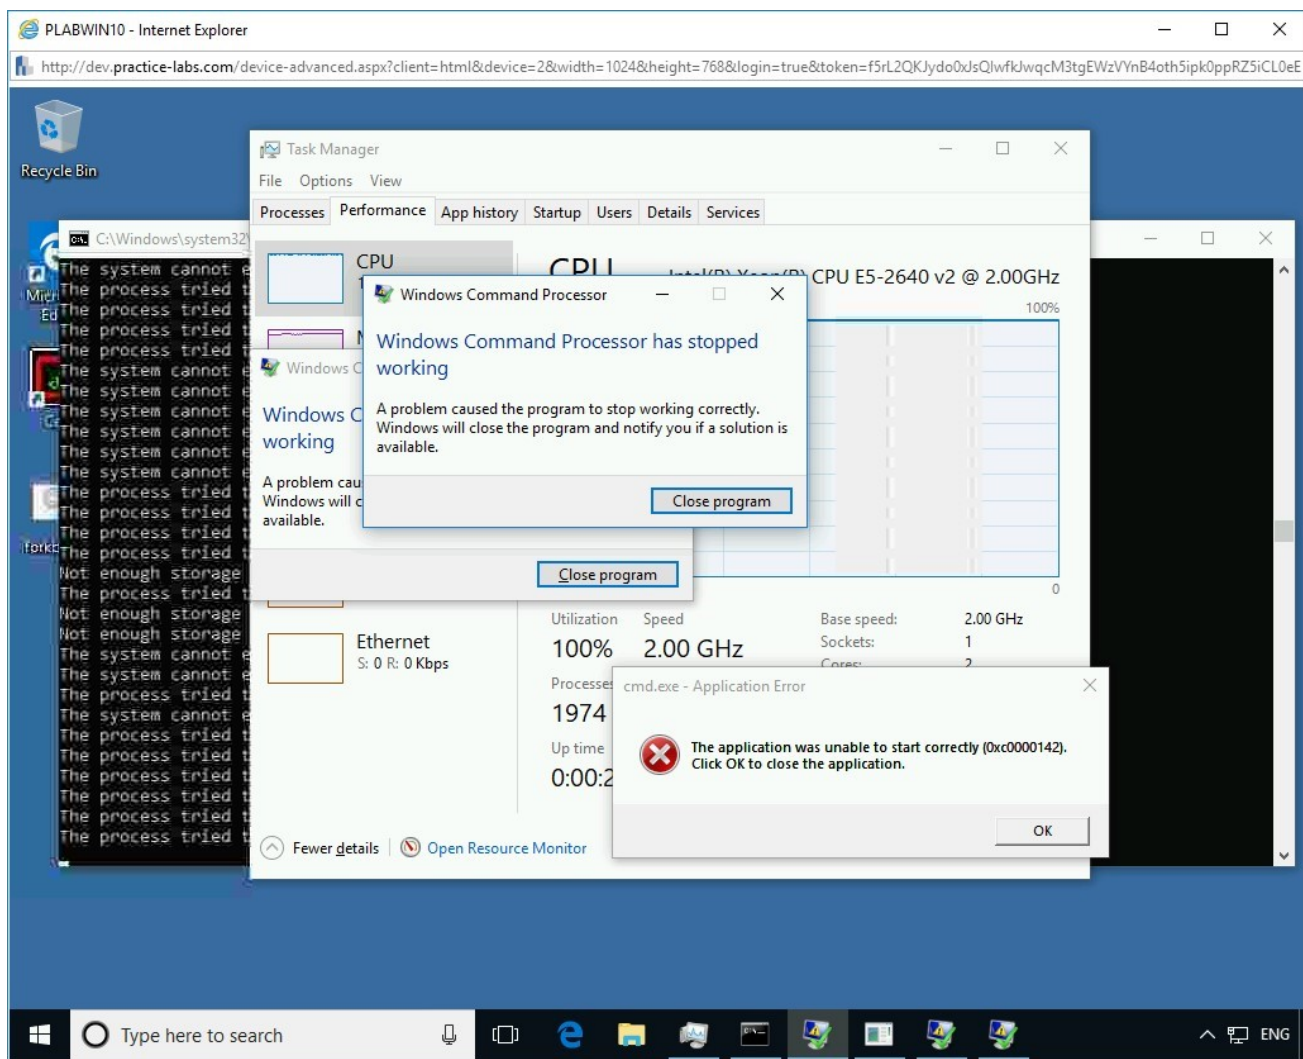 PLABWIN10 - Internet Explorer
http://dev.practice-labs.com/device-advanced.aspx?client=html&device=2&width=1024&height=768&login=true&token=f5rL2QKJydo0xJsQlwfkJwqcM3tgEWzVYnB4oth5ipk0ppRZ5iCL0eE
Recycle Bin
Task Manager
File Options View
Processes Performance App history Startup Users Details Services
C:\Windows\system32\
The system cannot e
The process tried t
The process tried t
The process tried t
The process tried t
The system cannot e
The system cannot e
The system cannot e
The system cannot e
The system cannot e
The system cannot e
The process tried t
The process tried t
The process tried t
The process tried t
Not enough storage
The process tried t
Not enough storage
Not enough storage
The system cannot e
The system cannot e
The process tried t
The system cannot e
The process tried t
The process tried t
The process tried t
The process tried t
The process tried t
The process tried t
CPU
CPU
CPU E5-2640 v2 @ 2.00GHz
100%
Windows Command Processor
Windows Command Processor has stopped
working
A problem caused the program to stop working correctly.
Windows will close the program and notify you if a solution is
available.
Close program
Windows C
Windows C
working
A problem cau
Windows will c
available.
Close program
0
Ethernet
S: 0 R: 0 Kbps
Utilization Speed
100% 2.00 GHz
Base speed: 2.00 GHz
Sockets: 1
Cores: 2
Processes
1974
Up time
0:00:2
cmd.exe - Application Error
The application was unable to start correctly (0xc0000142).
Click OK to close the application.
OK
Fewer details Open Resource Monitor
Type here to search
ENG